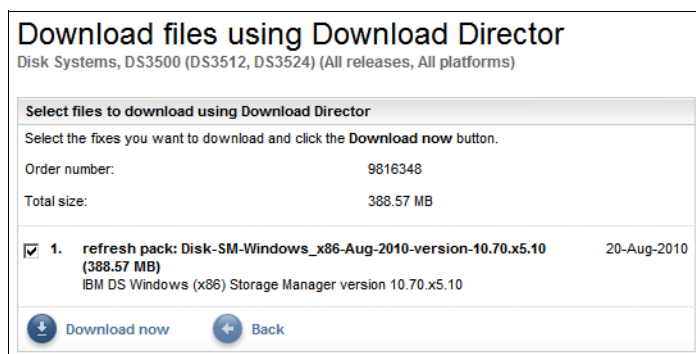 Download files using Download Director
Disk Systems, DS3500 (DS3512, DS3524) (All releases, All platforms)
Select files to download using Download Director
Select the fixes you want to download and click the Download now button.
Order number: 9816348
Total size: 388.57 MB
1. refresh pack: Disk-SM-Windows_x86-Aug-2010-version-10.70.x5.10 20-Aug-2010
(388.57 MB)
IBM DS Windows (x86) Storage Manager version 10.70.x5.10
Download now Back